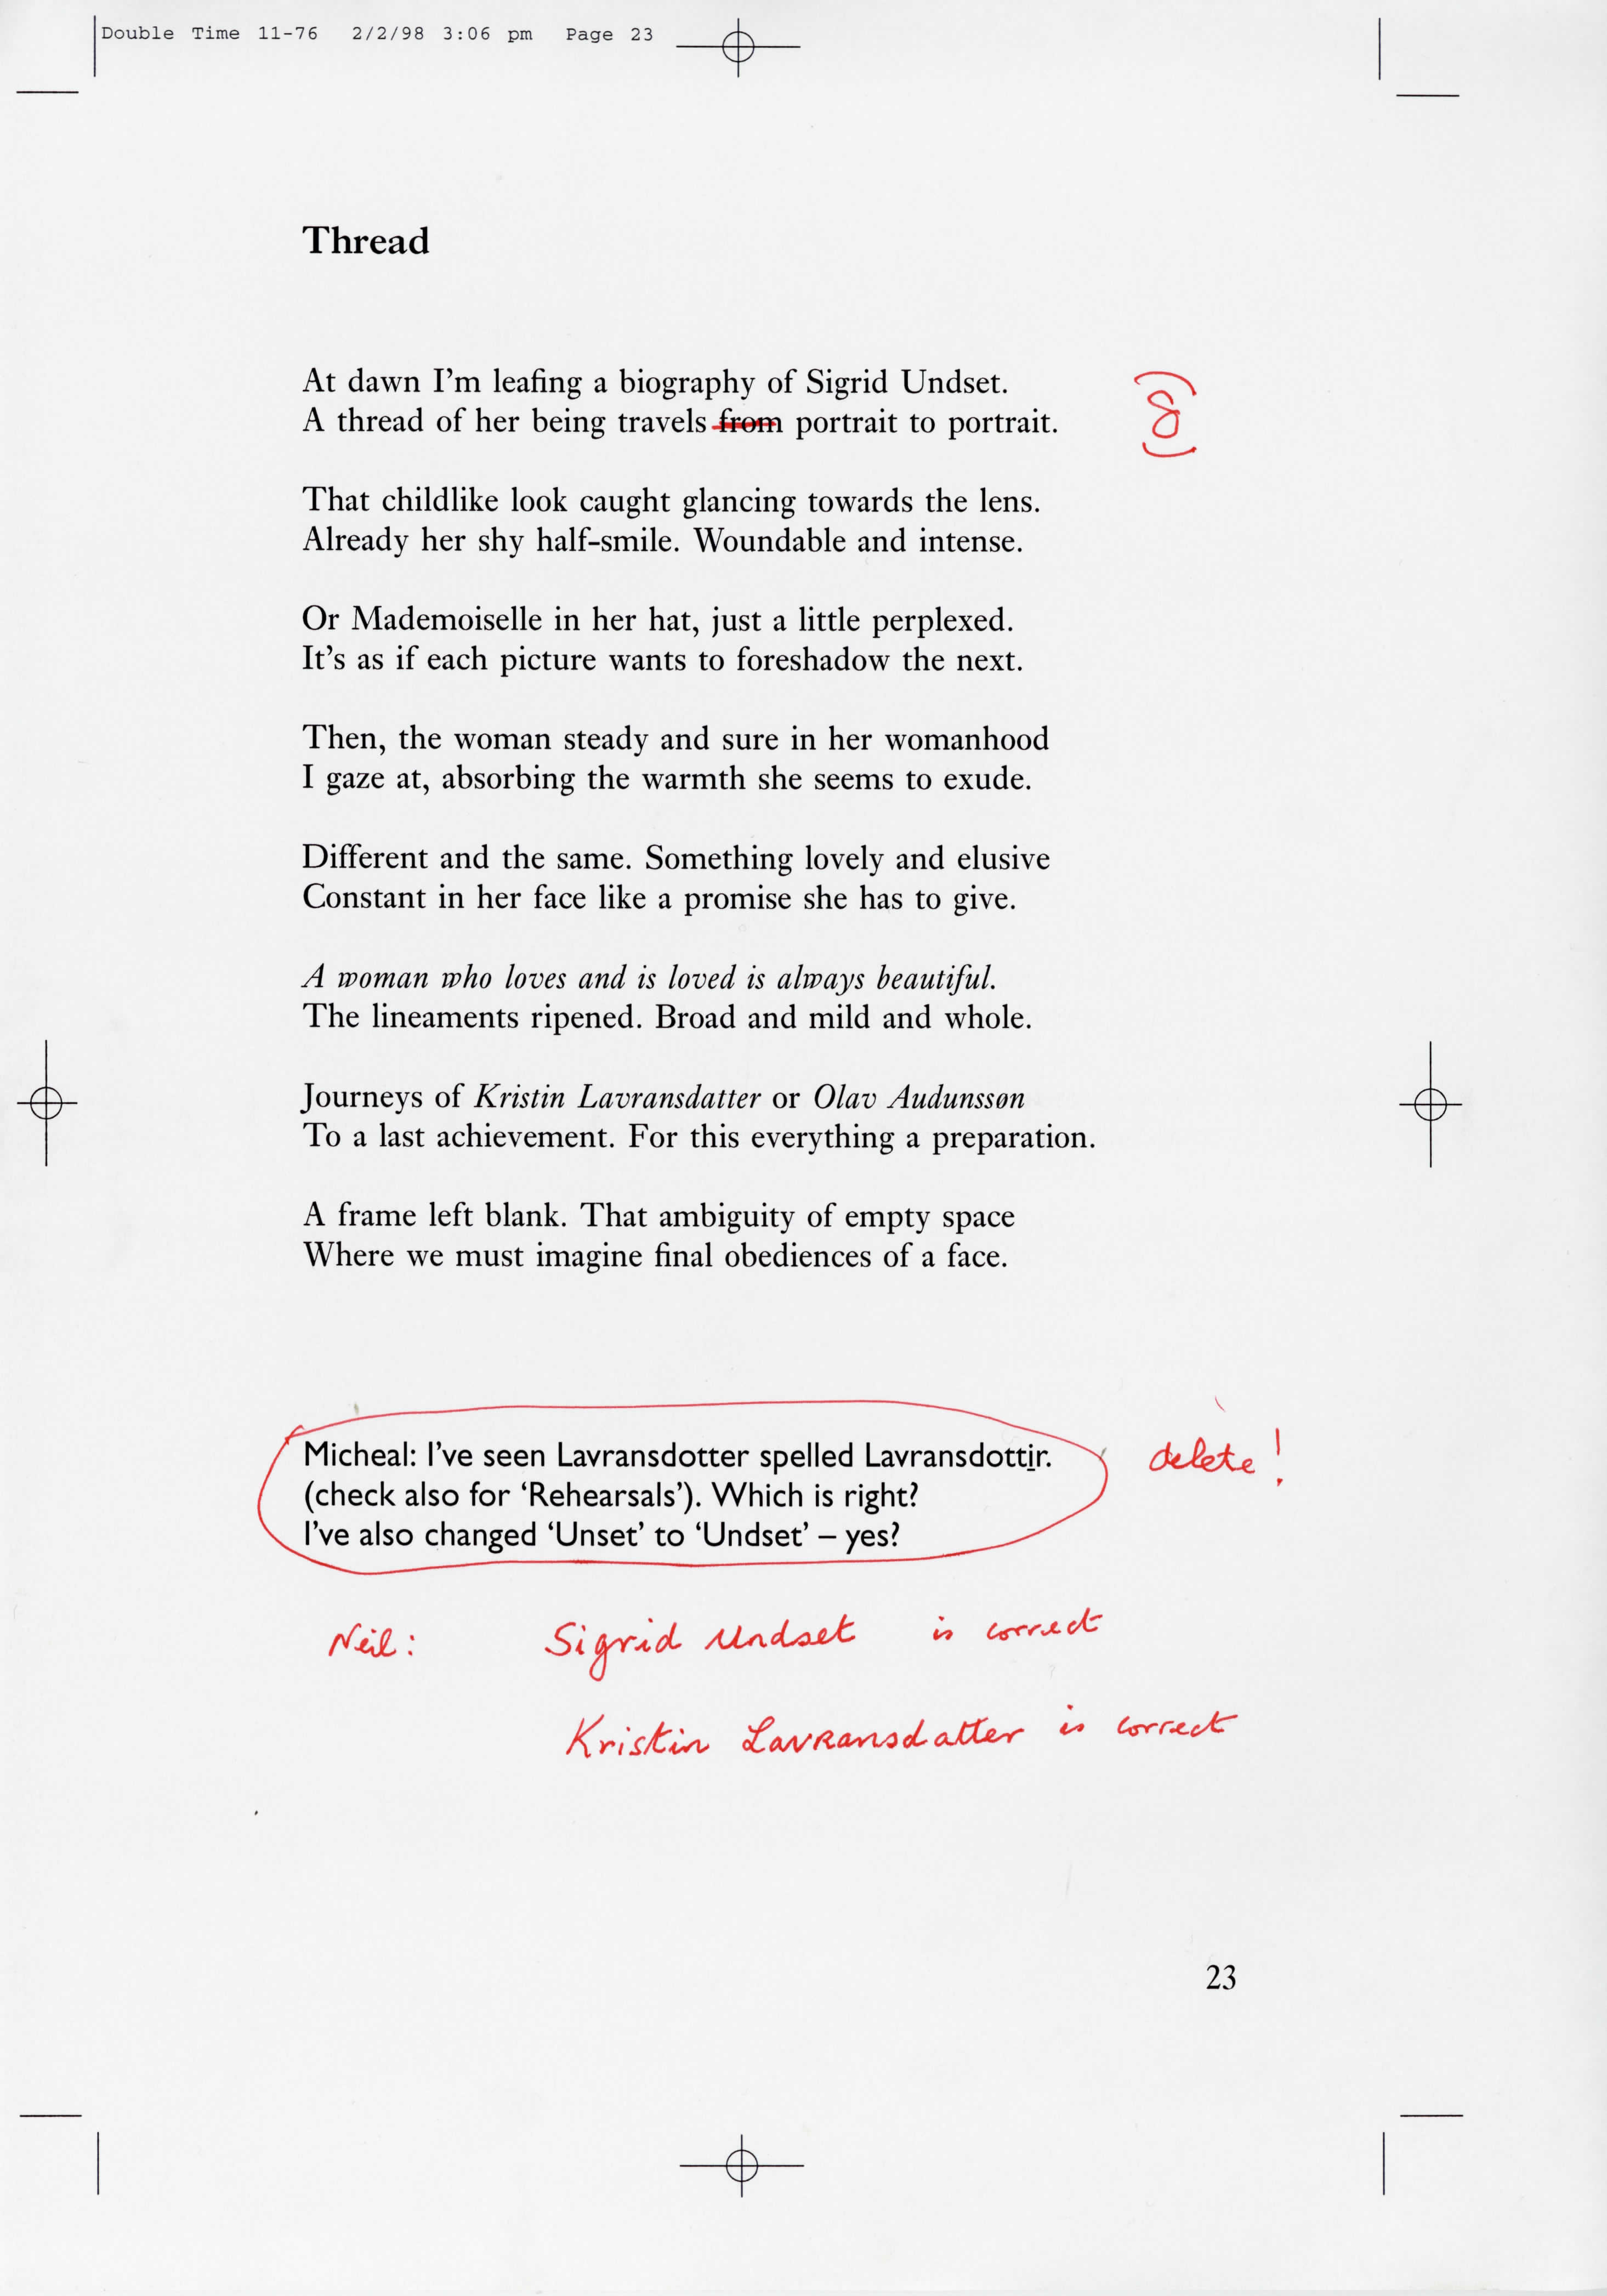 Double Time 11-76 2/2/98 3:06 pm Page 23
Thread
At dawn I’m leafing a biography of Sigrid Undset.
A thread of her being travels from portrait to portrait.
That childlike look caught glancing towards the lens.
Already her shy half-smile. Woundable and intense.
Or Mademoiselle in her hat, just a little perplexed.
It’s as if each picture wants to foreshadow the next.
Then, the woman steady and sure in her womanhood
I gaze at, absorbing the warmth she seems to exude.
Different and the same. Something lovely and elusive
Constant in her face like a promise she has to give.
A woman who loves and is loved is always beautiful.
The lineaments ripened. Broad and mild and whole.
Journeys of Kristin Lavransdatter or Olav Audunssøn
To a last achievement. For this everything a preparation.
A frame left blank. That ambiguity of empty space
Where we must imagine final obediences of a face.
Micheal: I’ve seen Lavransdotter spelled Lavransdottir.
(check also for ‘Rehearsals’). Which is right?
I’ve also changed ‘Unset’ to ‘Undset’ – yes?
delete!
Neil: Sigrid Undset is correct
Kristin Lavransdatter is correct
23